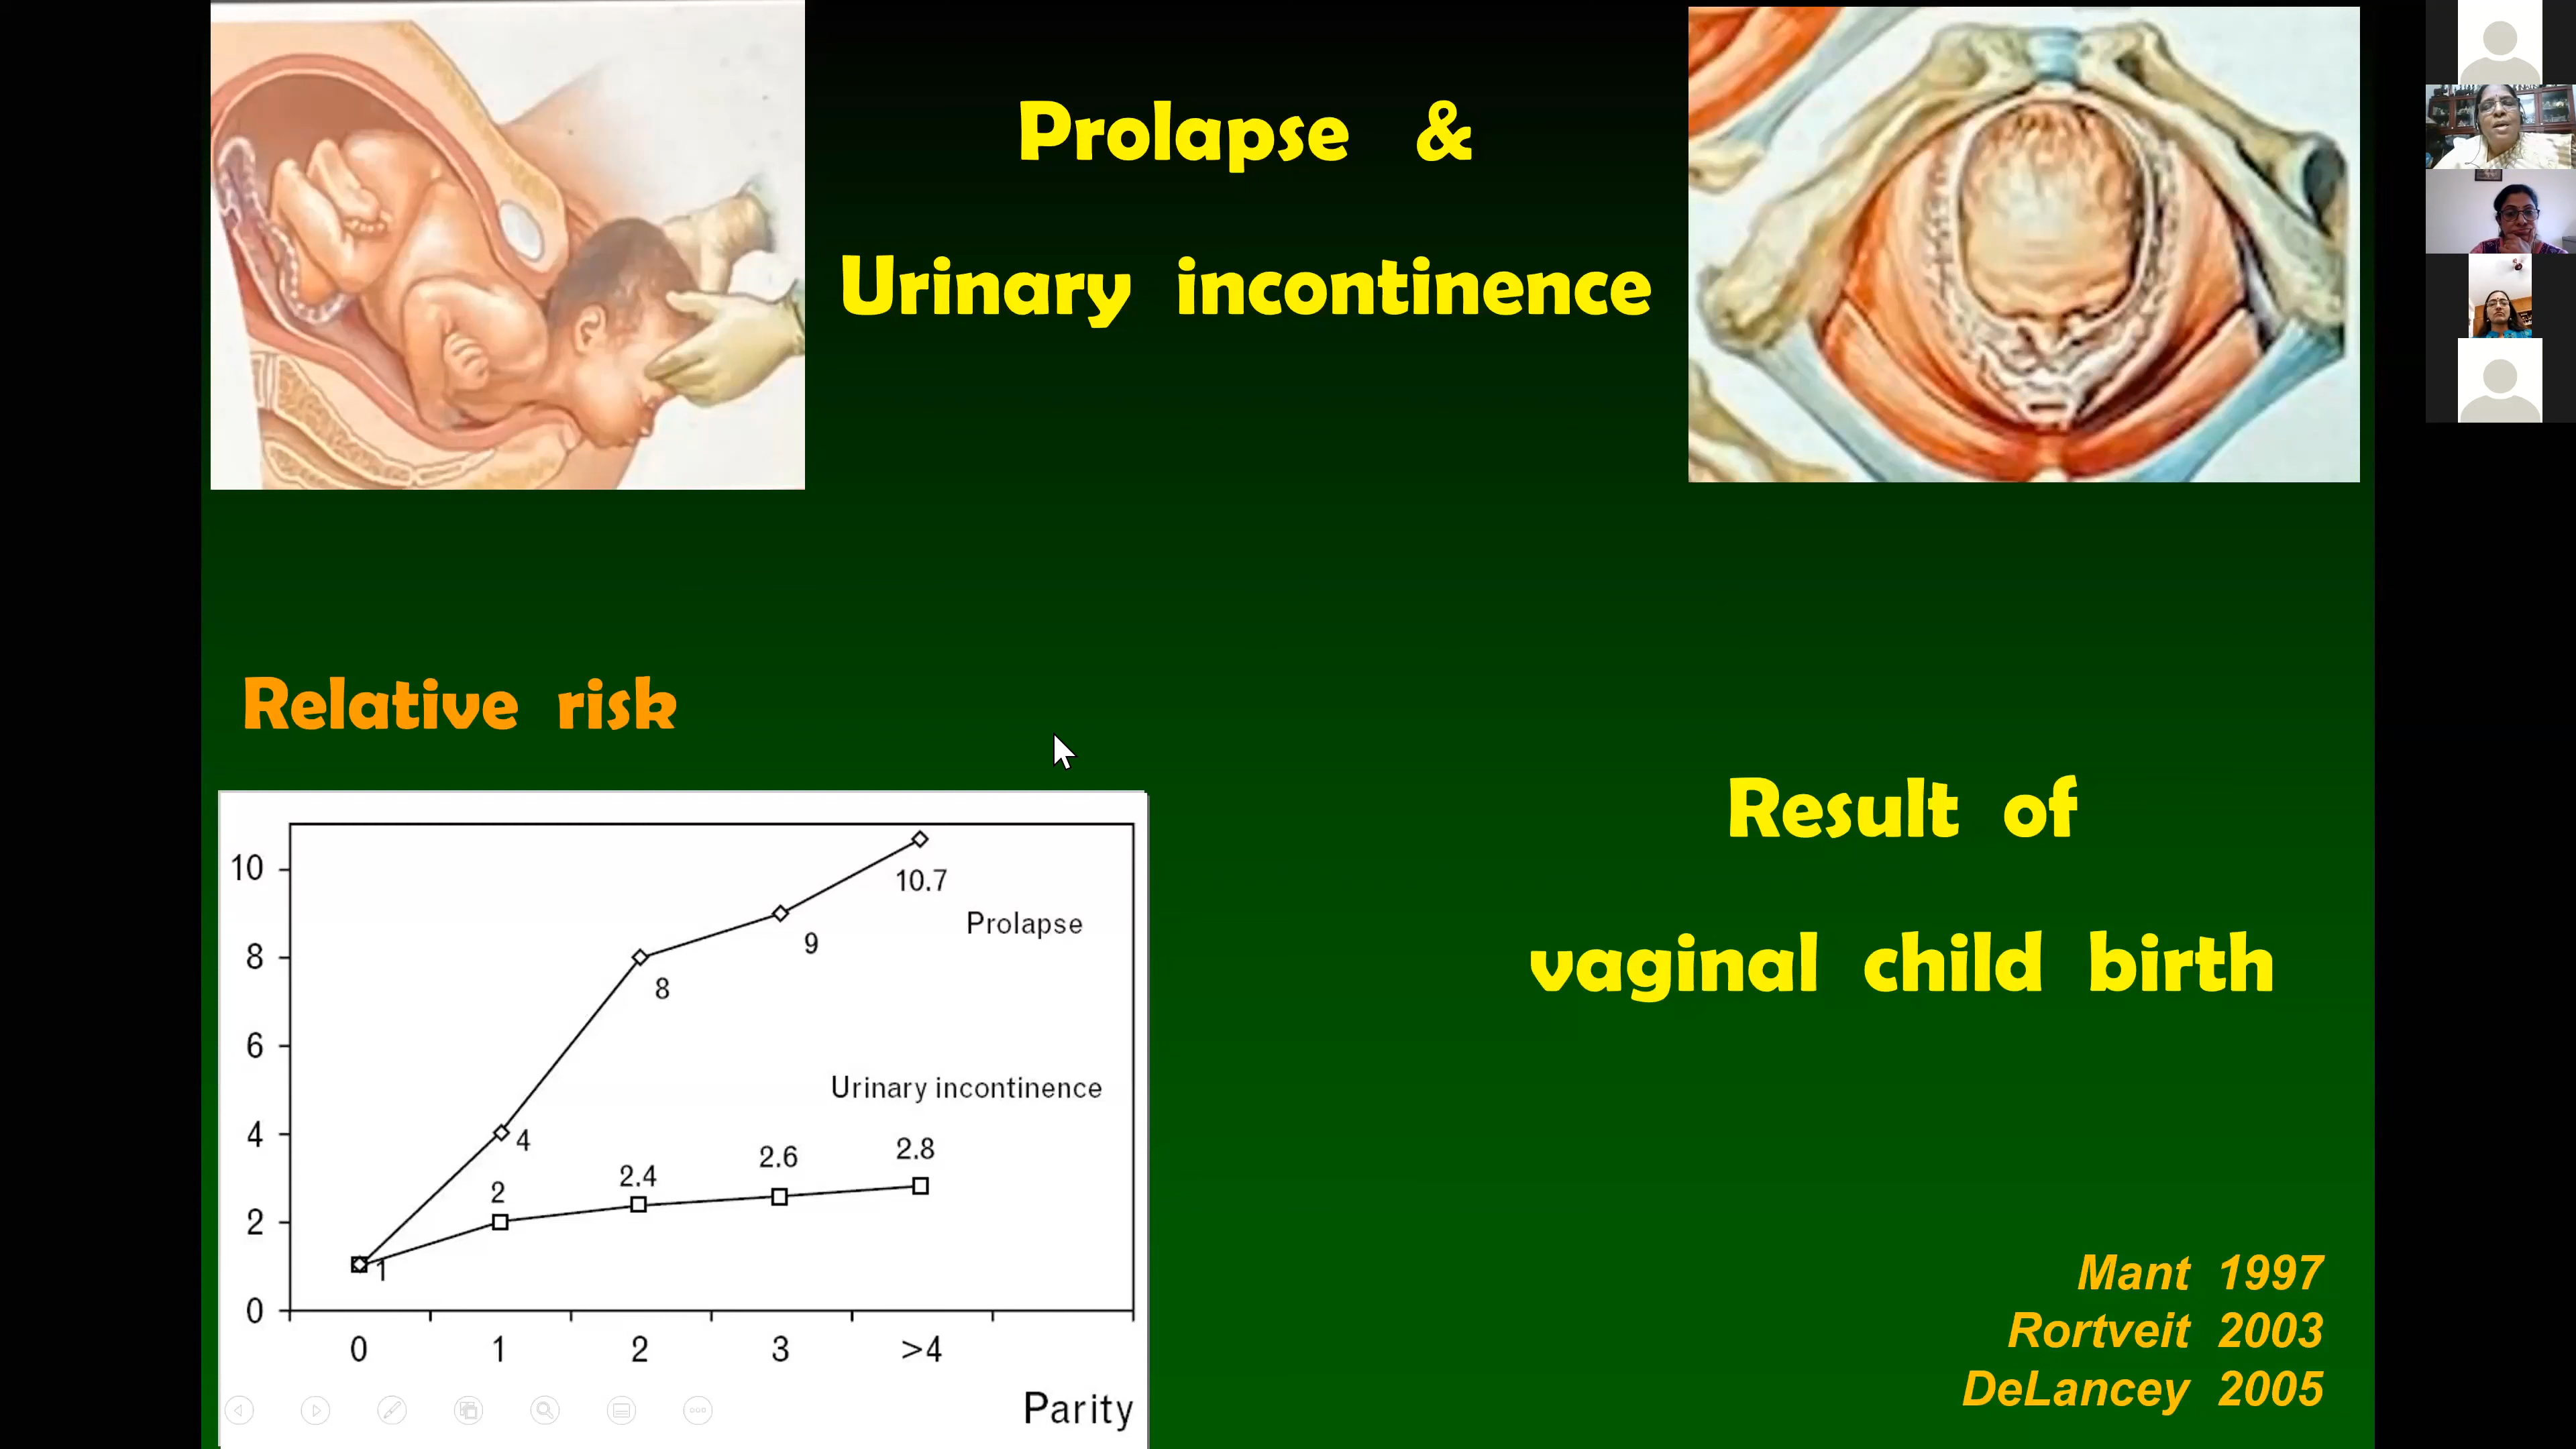 Prolapse &
Urinary incontinence
Relative risk
Result of
vaginal child birth
10
8
6
4
2
0
10.7
Prolapse
9
8
Urinary incontinence
4
2
2.4
2.6
2.8
1
0 1 2 3 >4
Parity
Mant 1997
Rortveit 2003
DeLancey 2005